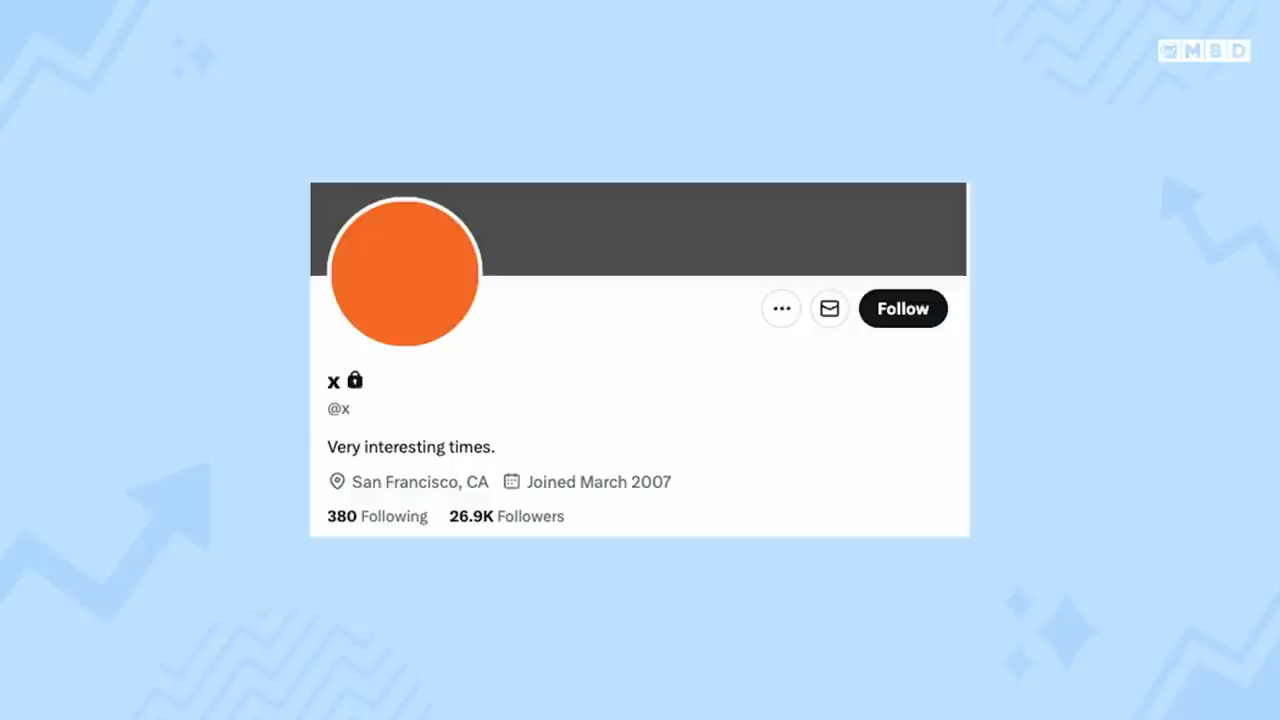 MBD
Follow
x
@x
Very interesting times.
San Francisco, CA Joined March 2007
380 Following 26.9K Followers